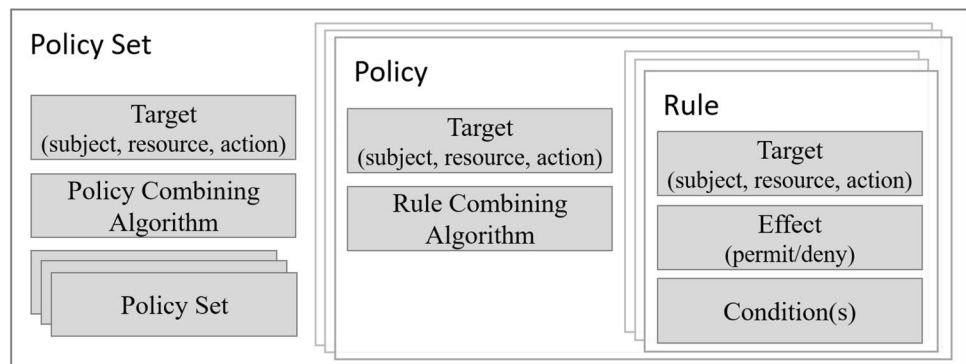 Policy Set
Target
(subject, resource, action)
Policy Combining
Algorithm
Policy Set
Policy
Target
(subject, resource, action)
Rule Combining
Algorithm
Rule
Target
(subject, resource, action)
Effect
(permit/deny)
Condition(s)